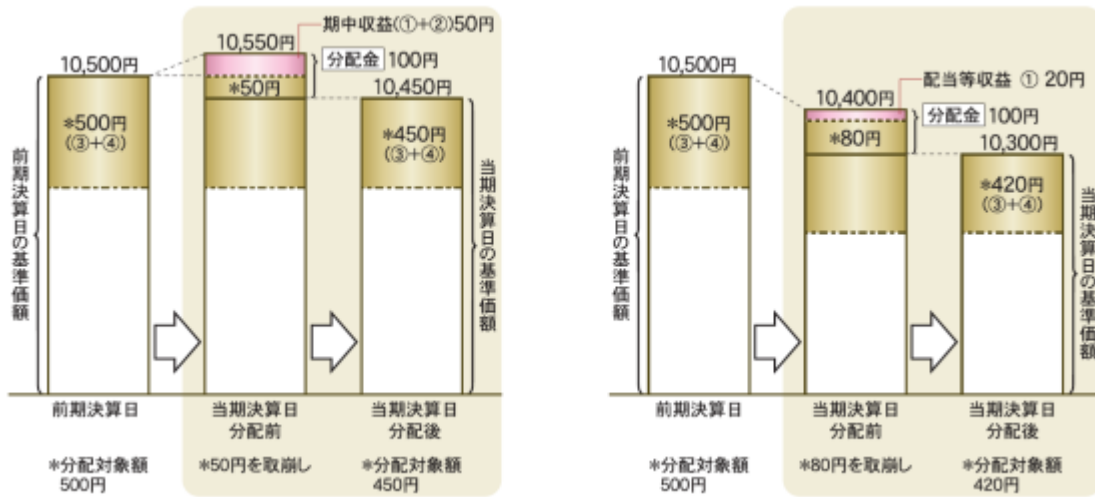 期中収益(①+②)50円
10,550円
10,500円
分配金 100円
*50円
10,450円
*500円
(③+④)
*450円
(③+④)
前期決算日の基準価額
当期決算日の基準価額
前期決算日
当期決算日
分配前
当期決算日
分配後
*分配対象額
500円
*50円を取崩し
*分配対象額
450円
10,500円
配当等収益 ① 20円
10,400円
分配金 100円
*500円
(③+④)
*80円
10,300円
*420円
(③+④)
前期決算日の基準価額
当期決算日の基準価額
前期決算日
当期決算日
分配前
当期決算日
分配後
*分配対象額
500円
*80円を取崩し
*分配対象額
420円